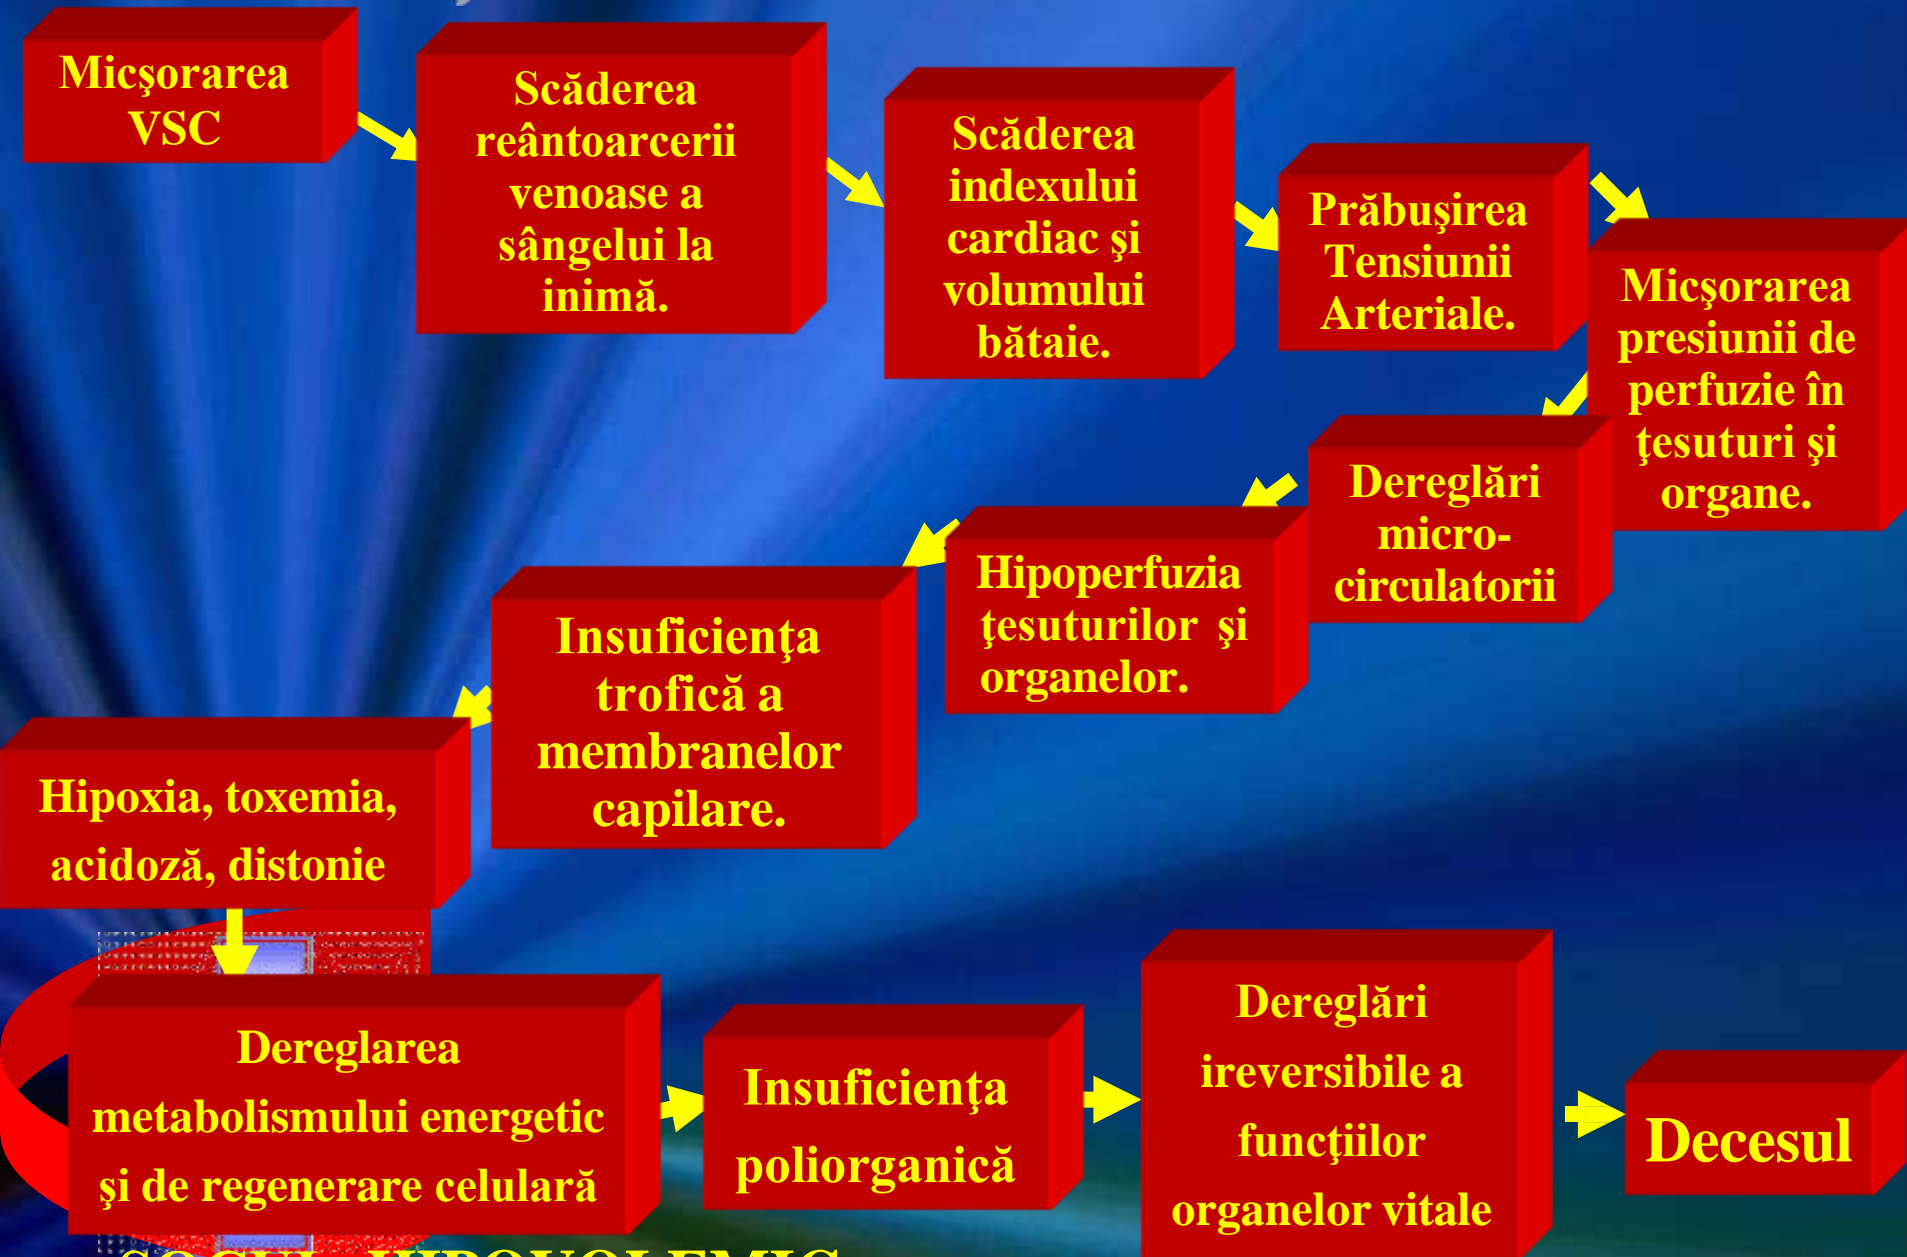 Micşorarea
VSC
Scăderea
reântoarcerii
venoase a
sângelui la
inimă.
Scăderea
indexului
cardiac şi
volumului
bătaie.
Prăbuşirea
Tensiunii
Arteriale.
Micşorarea
presiunii de
perfuzie în
ţesuturi şi
organe.
Dereglări
micro-
circulatorii
Hipoperfuzia
ţesuturilor şi
organelor.
Insuficienţa
trofică a
membranelor
capilare.
Hipoxia, toxemia,
acidoză, distonie
Dereglarea
metabolismului energetic
şi de regenerare celulară
Insuficienţa
poliorganică
Dereglări
ireversibile a
funcţiilor
organelor vitale
Decesul
HIPOVOLEMIC